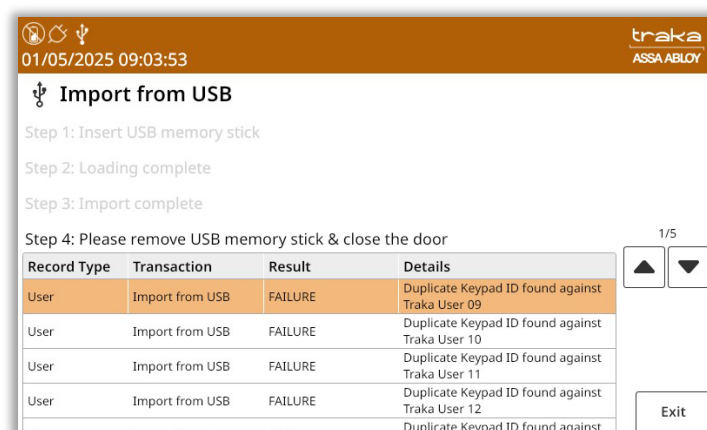 traka
01/05/2025 09:03:53
ASSA ABLOY
Import from USB
Step 1: Insert USB memory stick
Step 2: Loading complete
Step 3: Import complete
Step 4: Please remove USB memory stick & close the door
1/5
Record Type Transaction Result Details
User Import from USB FAILURE Duplicate Keypad ID found against
Traka User 09
User Import from USB FAILURE Duplicate Keypad ID found against
Traka User 10
User Import from USB FAILURE Duplicate Keypad ID found against
Traka User 11
User Import from USB FAILURE Duplicate Keypad ID found against
Traka User 12
Exit
Duplicate Keypad ID found against